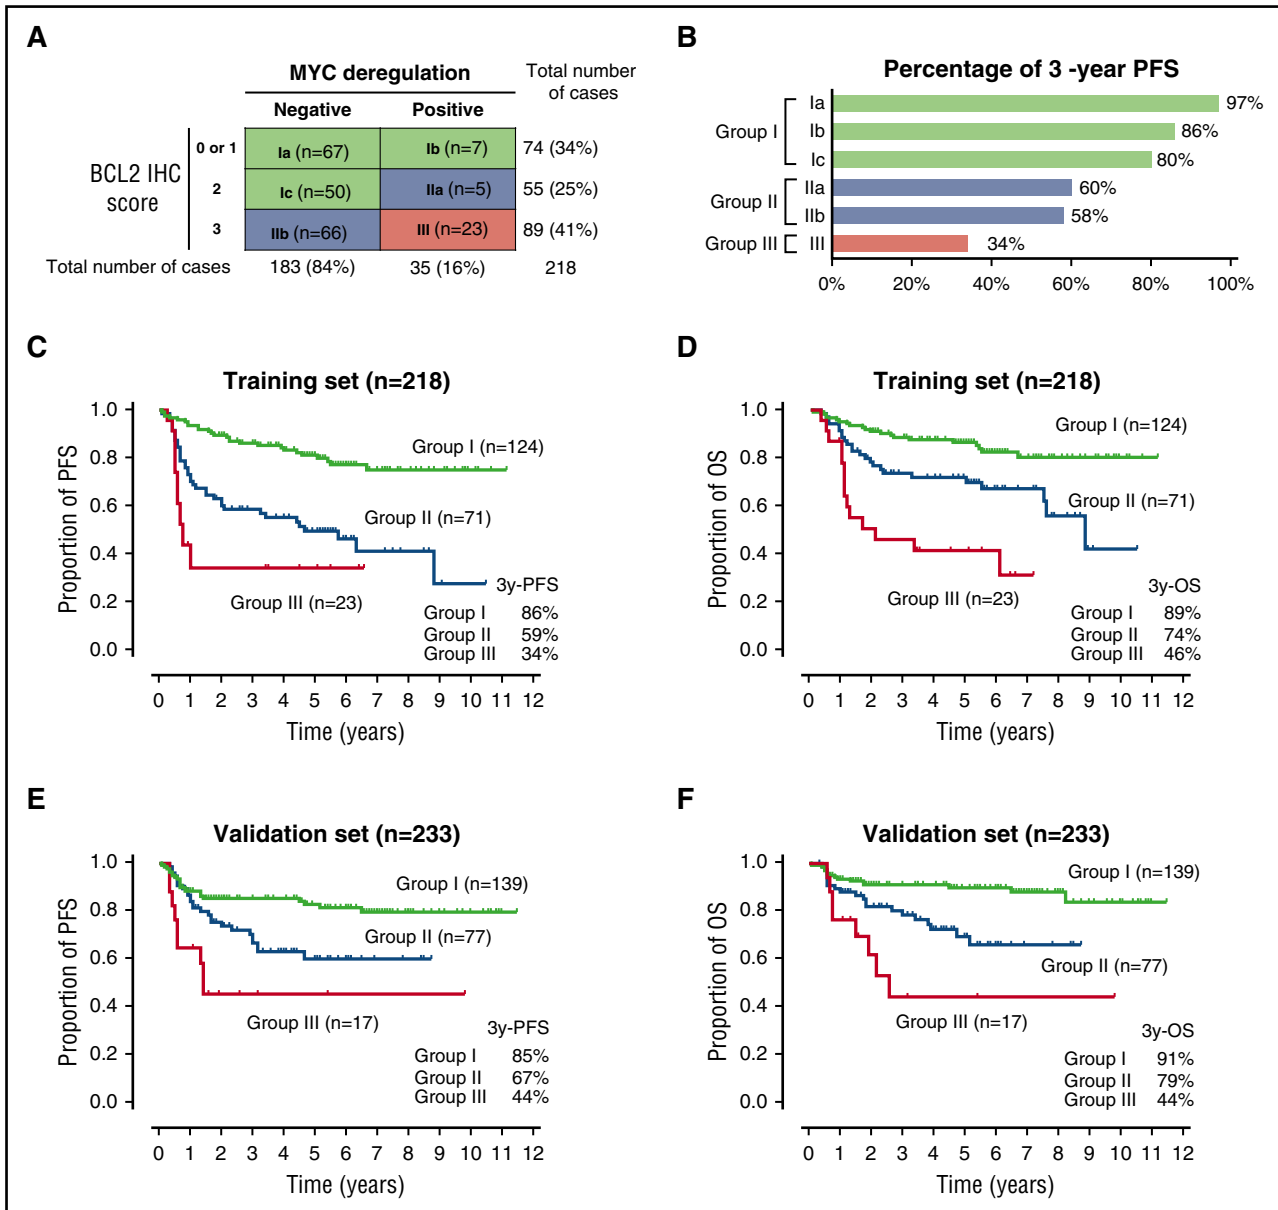 A
MYC deregulation
Total number
of cases
Negative
Positive
BCL2 IHC
score
0 or 1
Ia (n=67)
Ib (n=7)
74 (34%)
2
Ic (n=50)
IIa (n=5)
55 (25%)
3
IIb (n=66)
III (n=23)
89 (41%)
Total number of cases
183 (84%)
35 (16%)
218
B
Percentage of 3 -year PFS
Group I
Ia
97%
Ib
86%
Ic
80%
Group II
IIa
60%
IIb
58%
Group III
III
34%
0%
20%
40%
60%
80%
100%
C
Training set (n=218)
Proportion of PFS
1.0
0.8
0.6
0.4
0.2
0.0
Group I (n=124)
Group II (n=71)
Group III (n=23)
3y-PFS
Group I 86%
Group II 59%
Group III 34%
0 1 2 3 4 5 6 7 8 9 10 11 12
Time (years)
D
Training set (n=218)
Proportion of OS
1.0
0.8
0.6
0.4
0.2
0.0
Group I (n=124)
Group II (n=71)
Group III (n=23)
3y-OS
Group I 89%
Group II 74%
Group III 46%
0 1 2 3 4 5 6 7 8 9 10 11 12
Time (years)
E
Validation set (n=233)
Proportion of PFS
1.0
0.8
0.6
0.4
0.2
0.0
Group I (n=139)
Group II (n=77)
Group III (n=17)
3y-PFS
Group I 85%
Group II 67%
Group III 44%
0 1 2 3 4 5 6 7 8 9 10 11 12
Time (years)
F
Validation set (n=233)
Proportion of OS
1.0
0.8
0.6
0.4
0.2
0.0
Group I (n=139)
Group II (n=77)
Group III (n=17)
3y-OS
Group I 91%
Group II 79%
Group III 44%
0 1 2 3 4 5 6 7 8 9 10 11 12
Time (years)